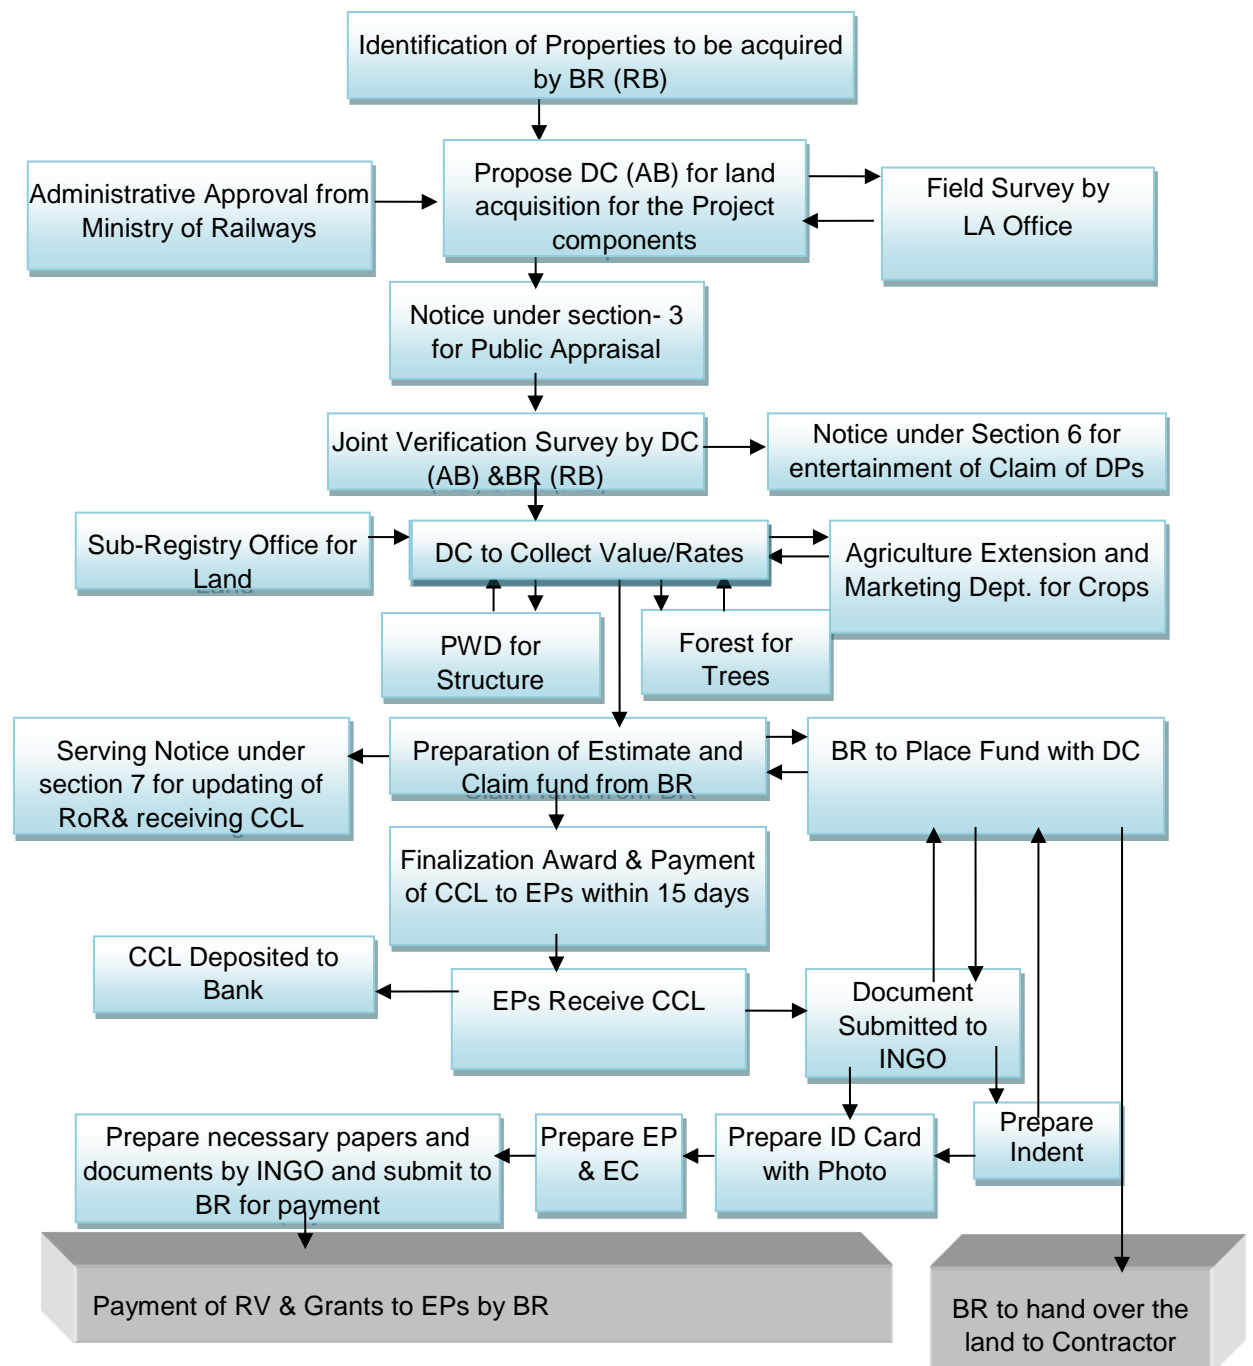 Identification of Properties to be acquired
by BR (RB)
Administrative Approval from
Ministry of Railways
Propose DC (AB) for land
acquisition for the Project
components
Field Survey by
LA Office
Notice under section- 3
for Public Appraisal
Joint Verification Survey by DC
(AB) &BR (RB)
Notice under Section 6 for
entertainment of Claim of DPs
Sub-Registry Office for
Land
DC to Collect Value/Rates
Agriculture Extension and
Marketing Dept. for Crops
PWD for
Structure
Forest for
Trees
Serving Notice under
section 7 for updating of
RoR& receiving CCL
Preparation of Estimate and
Claim fund from BR
BR to Place Fund with DC
Finalization Award & Payment
of CCL to EPs within 15 days
CCL Deposited to
Bank
EPs Receive CCL
Document
Submitted to
INGO
Prepare necessary papers and
documents by INGO and submit to
BR for payment
Prepare EP
& EC
Prepare ID Card
with Photo
Prepare
Indent
Payment of RV & Grants to EPs by BR
BR to hand over the
land to Contractor